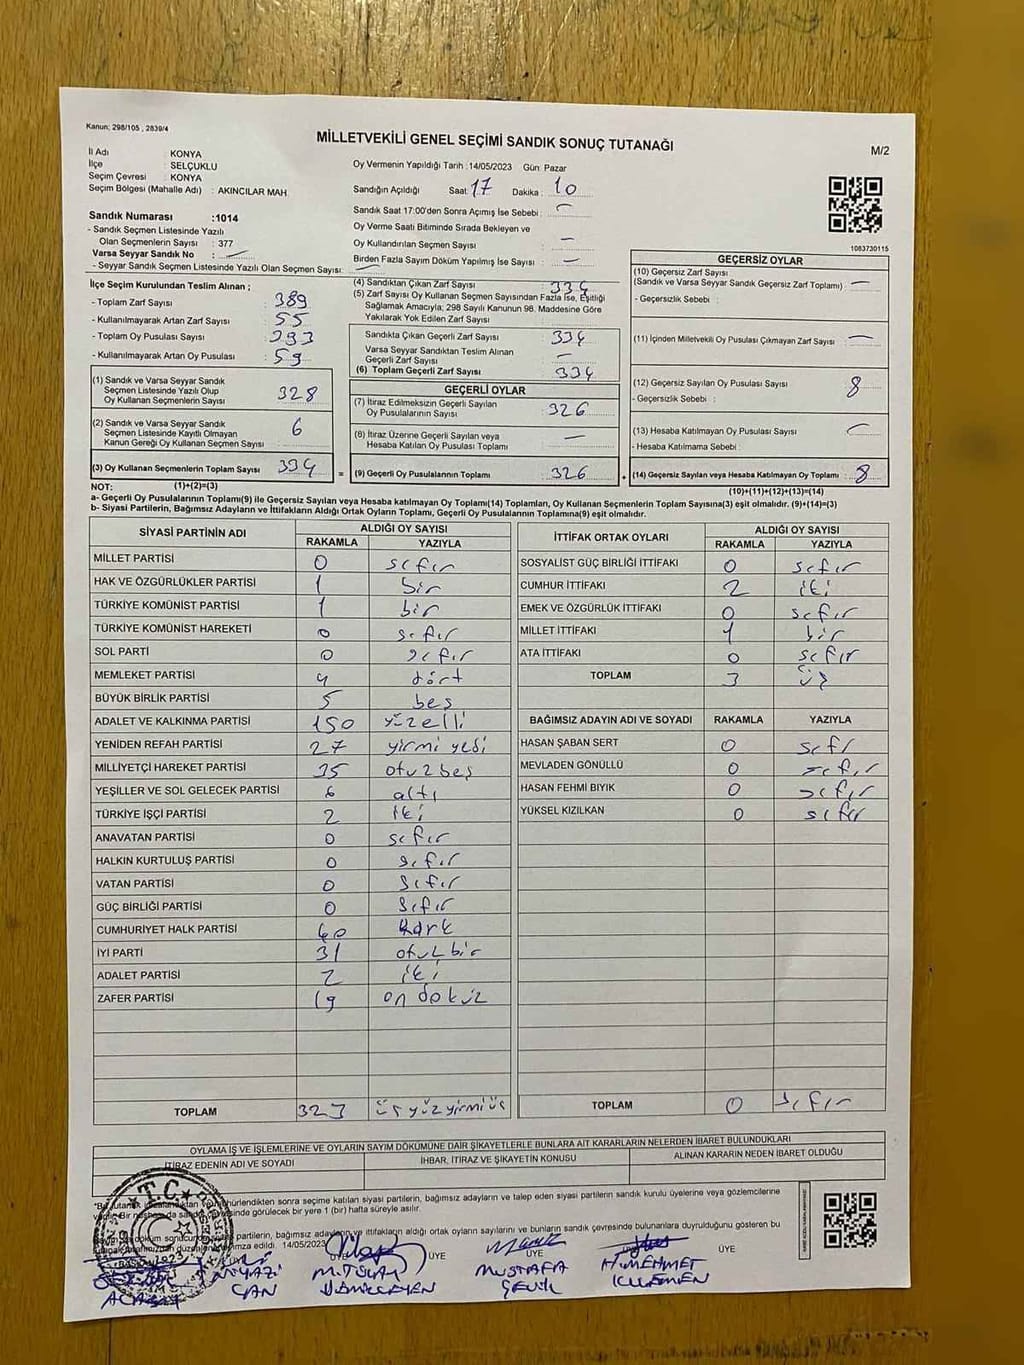 Kanun; 298/105 , 2839/4
MİLLETVEKİLİ GENEL SEÇİMİ SANDIK SONUÇ TUTANAĞI
M/2
İl Adı KONYA
İlçe SELÇUKLU
Seçim Çevresi KONYA
Seçim Bölgesi (Mahalle Adı) : AKINCILAR MAH.
Sandık Numarası :1014
- Sandık Seçmen Listesinde Yazılı
Olan Seçmenlerin Sayısı : 377
Varsa Seyyar Sandık No :
- Seyyar Sandık Seçmen Listesinde Yazılı Olan Seçmen Sayısı:
Oy Vermenin Yapıldığı Tarih :14/05/2023 Gün: Pazar
Sandığın Açıldığı Saat: 17 Dakika : 10
Sandık Saat 17:00'den Sonra Açımış İse Sebebi : -
Oy Verme Saati Bitiminde Sırada Bekleyen ve
Oy Kullandırılan Seçmen Sayısı : -
Birden Fazla Sayım Döküm Yapılmış İse Sayısı : -
1083730115
İlçe Seçim Kurulundan Teslim Alınan ;
- Toplam Zarf Sayısı : 389
- Kullanılmayarak Artan Zarf Sayısı : 55
- Toplam Oy Pusulası Sayısı :
- Kullanılmayarak Artan Oy Pusulası : 59
(1) Sandık ve Varsa Seyyar Sandık
Seçmen Listesinde Yazılı Olup
Oy Kullanan Seçmenlerin Sayısı : 328
(2) Sandık ve Varsa Seyyar Sandık
Seçmen Listesinde Kayıtlı Olmayan
Kanun Gereği Oy Kullanan Seçmen Sayısı : 6
(3) Oy Kullanan Seçmenlerin Toplam Sayısı : 334
(4) Sandıktan Çıkan Zarf Sayısı : 334
(5) Zarf Sayısı Oy Kullanan Seçmen Sayısından Fazla İse, Eşitliği
Sağlamak Amacıyla; 298 Sayılı Kanunun 98. Maddesine Göre
Yakılarak Yok Edilen Zarf Sayısı :
Sandıkta Çıkan Geçerli Zarf Sayısı : 334
Varsa Seyyar Sandıktan Teslim Alınan
Geçerli Zarf Sayısı : -
(6) Toplam Geçerli Zarf Sayısı : 334
GEÇERLİ OYLAR
(7) İtiraz Edilmeksizin Geçerli Sayılan
Oy Pusulalarının Sayısı : 326
(8) İtiraz Üzerine Geçerli Sayılan veya
Hesaba Katılan Oy Pusulası Toplamı : -
= (9) Geçerli Oy Pusulalarının Toplamı : 326
GEÇERSİZ OYLAR
(10) Geçersiz Zarf Sayısı
(Sandık ve Varsa Seyyar Sandık Geçersiz Zarf Toplamı) : -
- Geçersizlik Sebebi :
(11) İçinden Milletvekili Oy Pusulası Çıkmayan Zarf Sayısı : -
(12) Geçersiz Sayılan Oy Pusulası Sayısı : 8
- Geçersizlik Sebebi :
(13) Hesaba Katılmayan Oy Pusulası Sayısı : -
- Hesaba Katılmama Sebebi :
+ (14) Geçersiz Sayılan veya Hesaba Katılmayan Oy Toplamı : 8
NOT: (1)+(2)=(3) (10)+(11)+(12)+(13)=(14)
a- Geçerli Oy Pusulalarının Toplamı(9) ile Geçersiz Sayılan veya Hesaba katılmayan Oy Toplamı(14) Toplamları, Oy Kullanan Seçmenlerin Toplam Sayısına(3) eşit olmalıdır. (9)+(14)=(3)
b- Siyasi Partilerin, Bağımsız Adayların ve İttifakların Aldığı Ortak Oyların Toplamı, Geçerli Oy Pusulalarının Toplamına(9) eşit olmalıdır.
SİYASİ PARTİNİN ADI ALDIĞI OY SAYISI
RAKAMLA YAZIYLA
MİLLET PARTİSİ 0 sıfır
HAK VE ÖZGÜRLÜKLER PARTİSİ 1 bir
TÜRKİYE KOMÜNİST PARTİSİ 1 bir
TÜRKİYE KOMÜNİST HAREKETİ 0 sıfır
SOL PARTİ 0 sıfır
MEMLEKET PARTİSİ 4 dört
BÜYÜK BİRLİK PARTİSİ 5 beş
ADALET VE KALKINMA PARTİSİ 150 yüzelli
YENİDEN REFAH PARTİSİ 27 yirmi yedi
MİLLİYETÇİ HAREKET PARTİSİ 35 otuzbeş
YEŞİLLER VE SOL GELECEK PARTİSİ 6 altı
TÜRKİYE İŞÇİ PARTİSİ 2 iki
ANAVATAN PARTİSİ 0 sıfır
HALKIN KURTULUŞ PARTİSİ 0 sıfır
VATAN PARTİSİ 0 sıfır
GÜÇ BİRLİĞİ PARTİSİ 0 sıfır
CUMHURİYET HALK PARTİSİ 40 kırk
İYİ PARTİ 31 otuzbir
ADALET PARTİSİ 2 iki
ZAFER PARTİSİ 19 on dokuz
TOPLAM 323 üçyüzyirmiüç
İTTİFAK ORTAK OYLARI ALDIĞI OY SAYISI
RAKAMLA YAZIYLA
SOSYALİST GÜÇ BİRLİĞİ İTTİFAKI 0 sıfır
CUMHUR İTTİFAKI 2 iki
EMEK VE ÖZGÜRLÜK İTTİFAKI 0 sıfır
MİLLET İTTİFAKI 1 bir
ATA İTTİFAKI 0 sıfır
TOPLAM 3 üç
BAĞIMSIZ ADAYIN ADI VE SOYADI RAKAMLA YAZIYLA
HASAN ŞABAN SERT 0 sıfır
MEVLADEN GÖNÜLLÜ 0 sıfır
HASAN FEHMİ BIYIK 0 sıfır
YÜKSEL KIZILKAN 0 sıfır
TOPLAM 0 sıfır
OYLAMA İŞ VE İŞLEMLERİNE VE OYLARIN SAYIM DÖKÜMÜNE DAİR ŞİKAYETLERLE BUNLARA AİT KARARLARIN NELERDEN İBARET BULUNDUKLARI
İTİRAZ EDENİN ADI VE SOYADI İHBAR, İTİRAZ VE ŞİKAYETİN KONUSU ALINAN KARARIN NEDEN İBARET OLDUĞU
sonra seçime katılan siyasi partilerin, bağımsız adayların ve talep eden siyasi partilerin sandık kurulu üyelerine veya gözlemcilerine
görülecek bir yere 1 (bir) hafta süreyle asılır.
partilerin, bağımsız adayların ve ittifakların aldığı ortak oyların sayılarını ve bunların sandık çevresinde bulunanlara duyrulduğunu gösteren bu
imza edildi. 14/05/2023
T.C.
ÜYE ÜYE ÜYE
NİYAZİ CAN
MUSTAFA
H.MEHMET